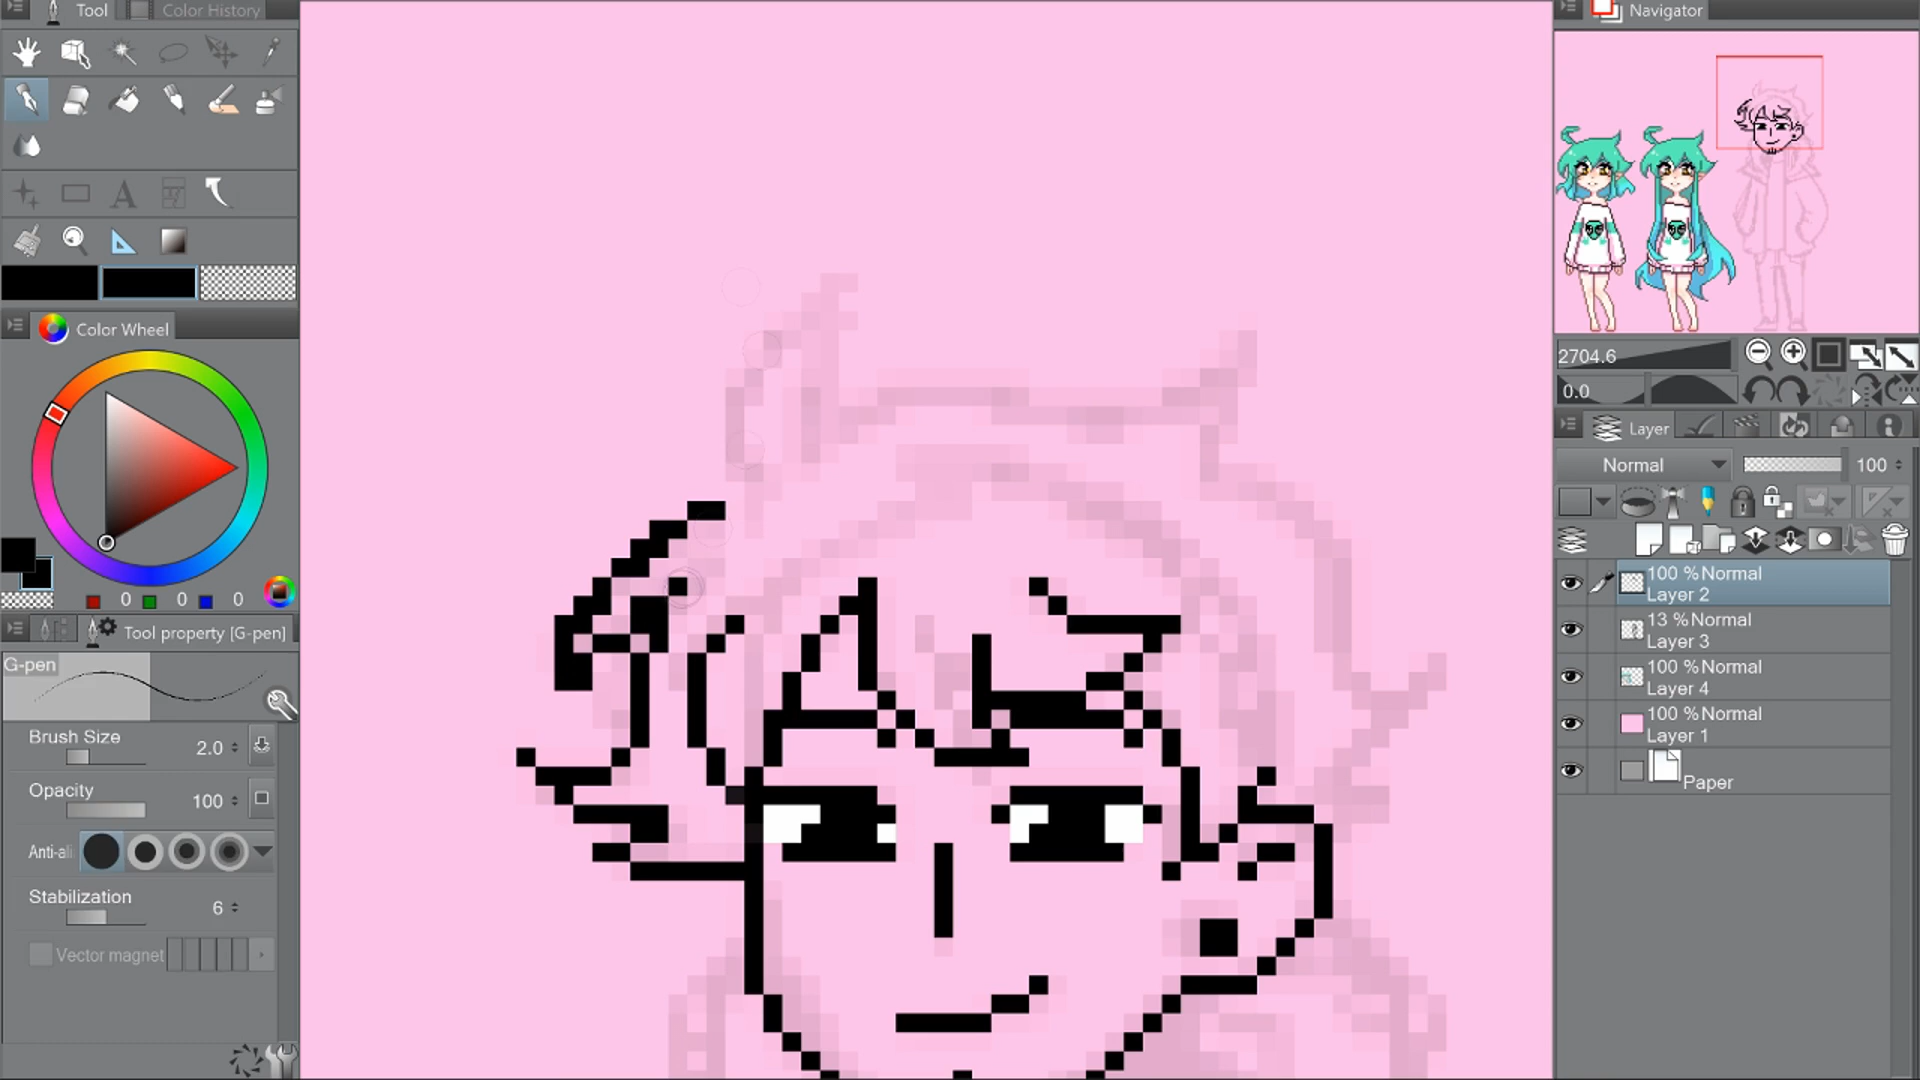 Tool
Color History
Color Wheel
0
0
0
Tool property [G-pen]
G-pen
Brush Size
2.0
Opacity
100
Anti-ali
Stabilization
6
Vector magnet
Navigator
2704.6
0.0
Layer
Normal
100
100 %Normal
Layer 2
13 %Normal
Layer 3
100 %Normal
Layer 4
100 %Normal
Layer 1
Paper